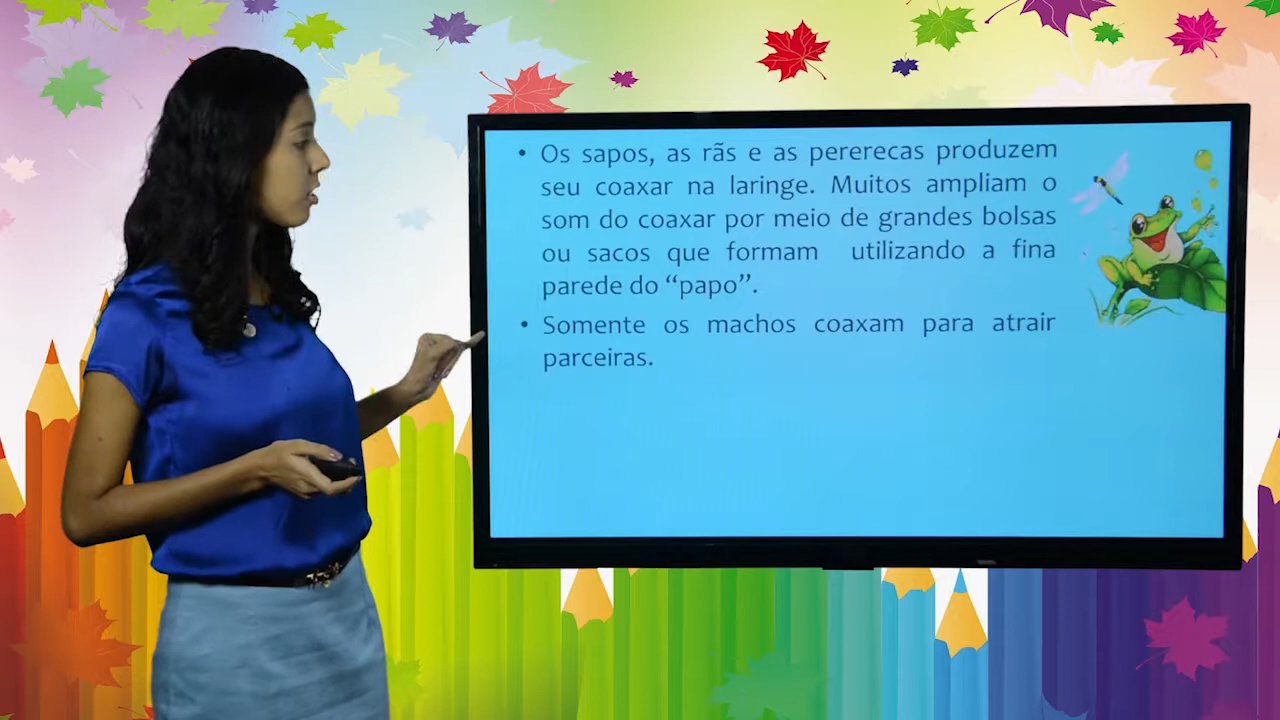 • Os sapos, as rãs e as pererecas produzem
seu coaxar na laringe. Muitos ampliam o
som do coaxar por meio de grandes bolsas
ou sacos que formam utilizando a fina
parede do “papo”.
• Somente os machos coaxam para atrair
parceiras.